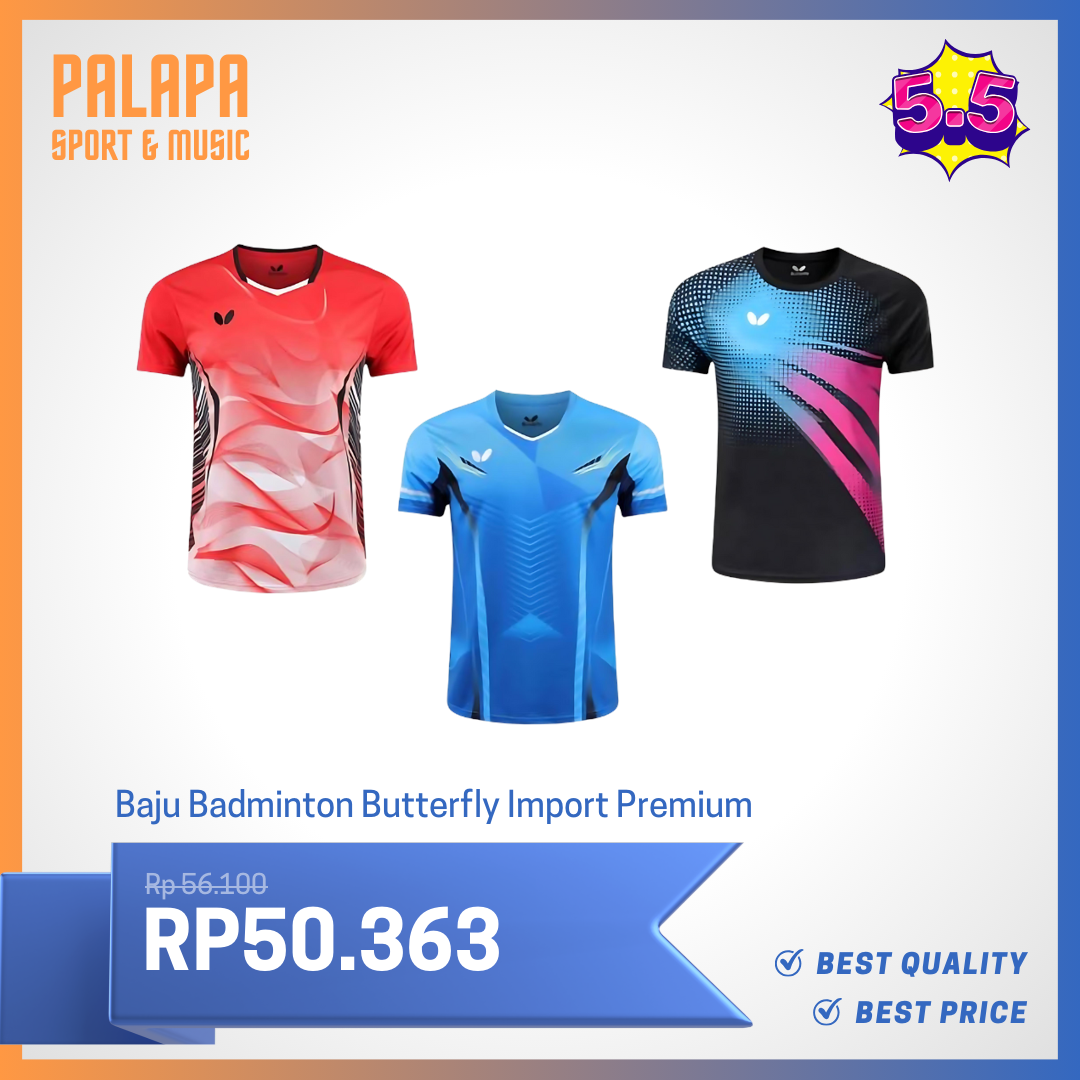 PALAPA
SPORT & MUSIC
5.5
Baju Badminton Butterfly Import Premium
Rp 56.100
RP50.363
BEST QUALITY
BEST PRICE